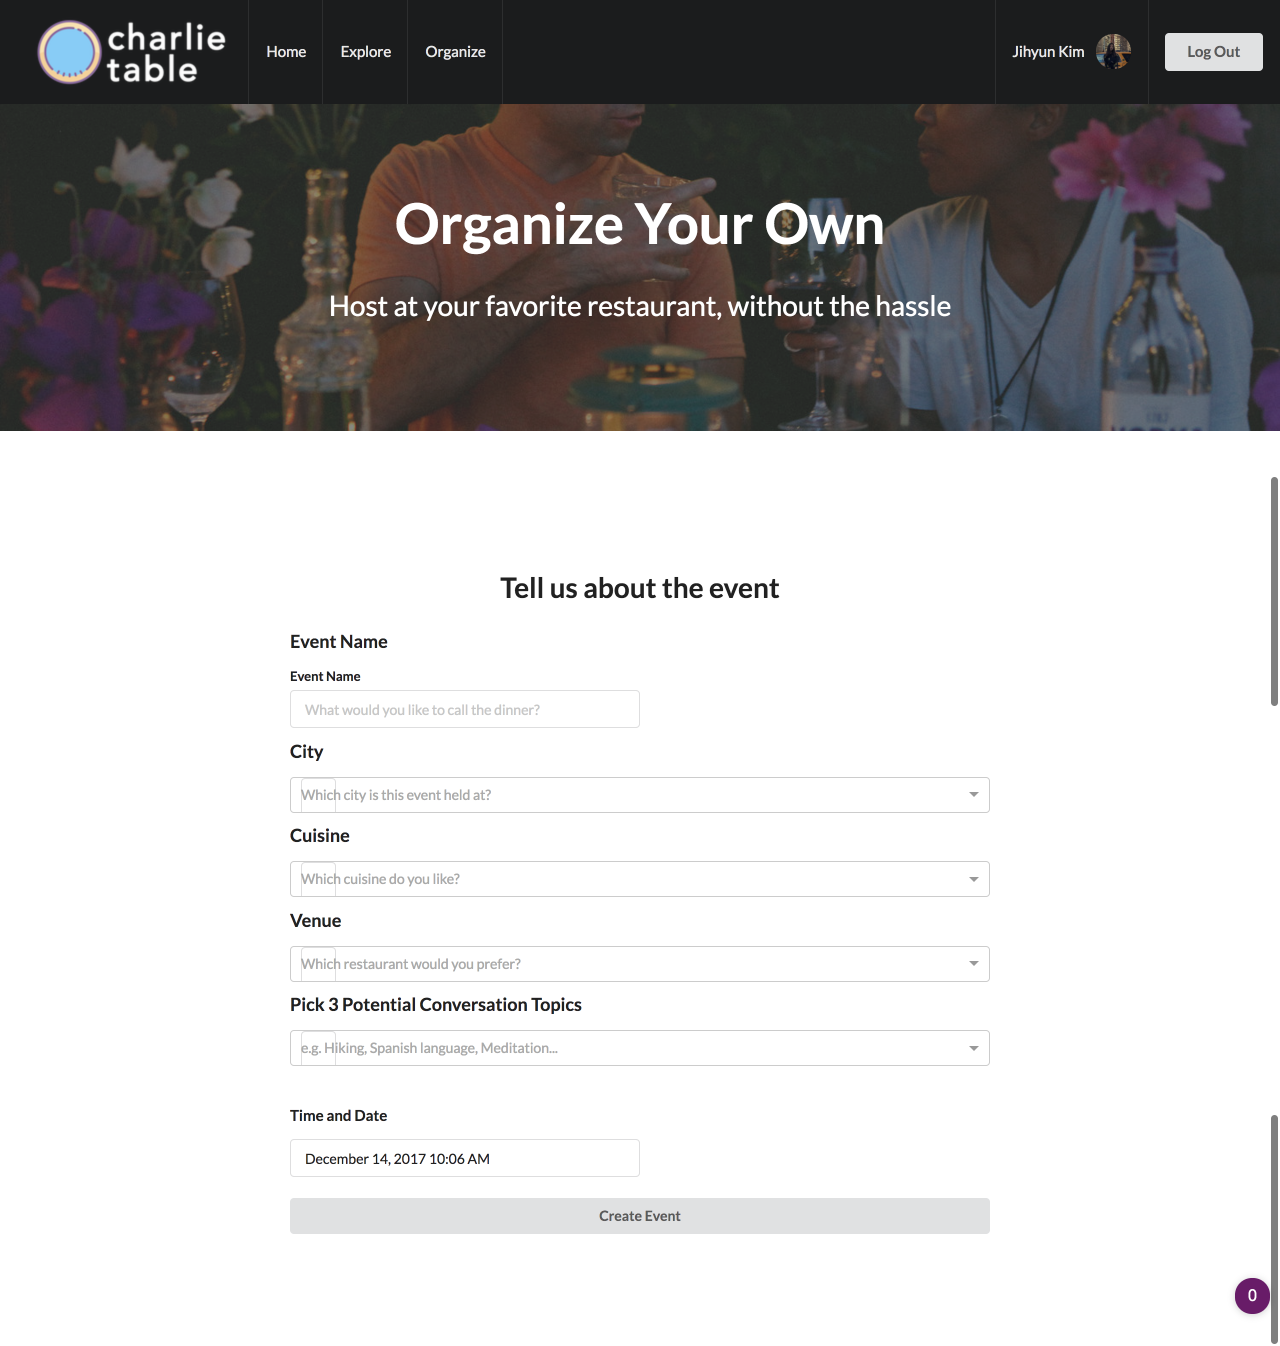 charlie
table
Home
Explore
Organize
Jihyun Kim
Log Out
Organize Your Own
Host at your favorite restaurant, without the hassle
Tell us about the event
Event Name
Event Name
What would you like to call the dinner?
City
Which city is this event held at?
Cuisine
Which cuisine do you like?
Venue
Which restaurant would you prefer?
Pick 3 Potential Conversation Topics
e.g. Hiking, Spanish language, Meditation...
Time and Date
December 14, 2017 10:06 AM
Create Event
0